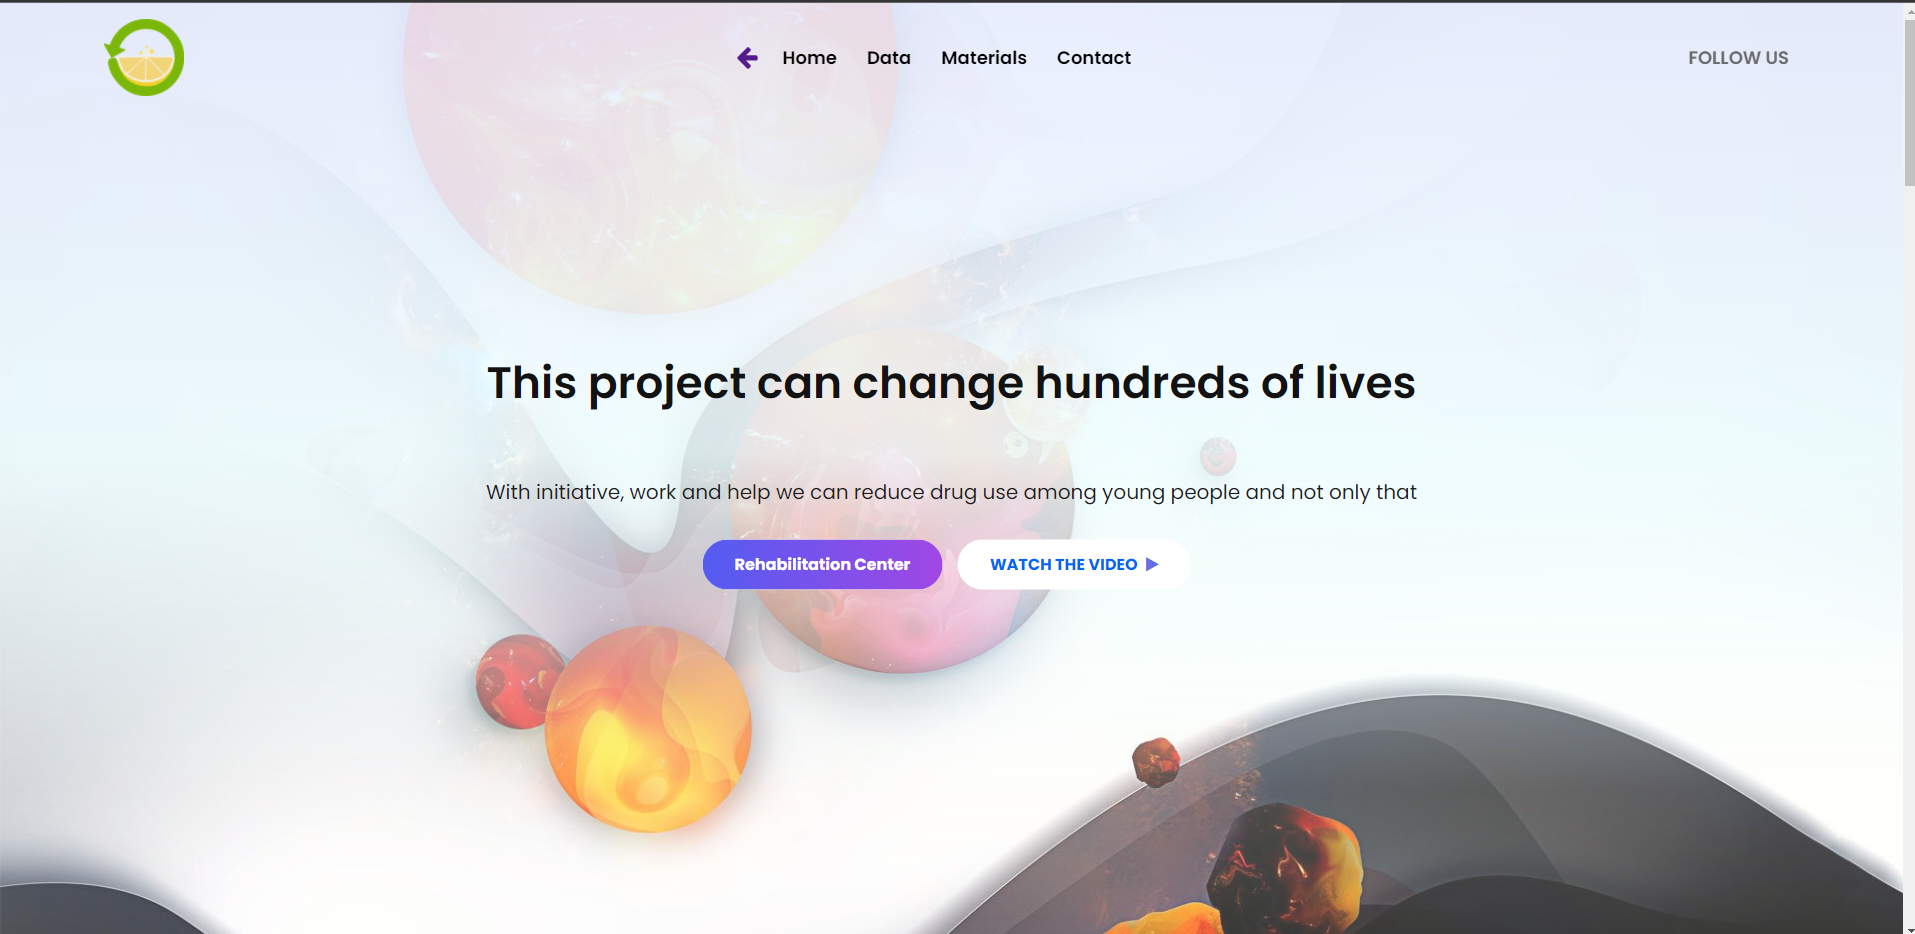 Home Data Materials Contact
FOLLOW US
This project can change hundreds of lives
With initiative, work and help we can reduce drug use among young people and not only that
Rehabilitation Center
WATCH THE VIDEO